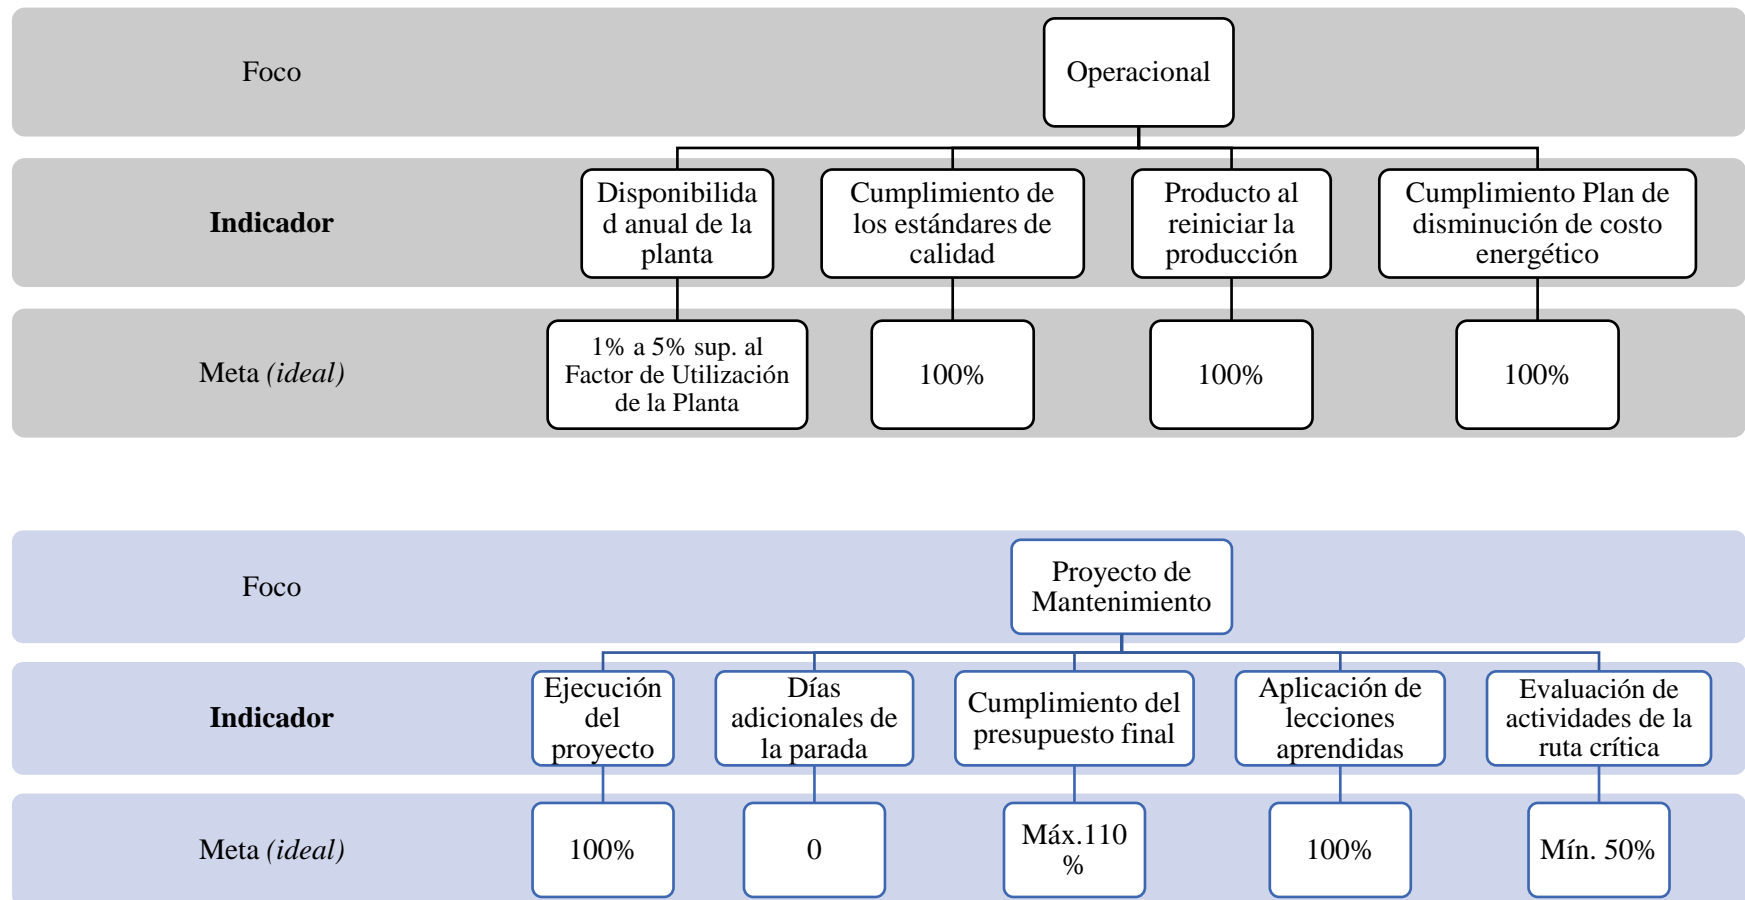 Foco
Operacional
Indicador
Disponibilida
d anual de la
planta
Cumplimiento de
los estándares de
calidad
Producto al
reiniciar la
producción
Cumplimiento Plan de
disminución de costo
energético
Meta (ideal)
1% a 5% sup. al
Factor de Utilización
de la Planta
100%
100%
100%
Foco
Proyecto de
Mantenimiento
Indicador
Ejecución
del
proyecto
Días
adicionales de
la parada
Cumplimiento del
presupuesto final
Aplicación de
lecciones
aprendidas
Evaluación de
actividades de la
ruta crítica
Meta (ideal)
100%
0
Máx.110
%
100%
Mín. 50%